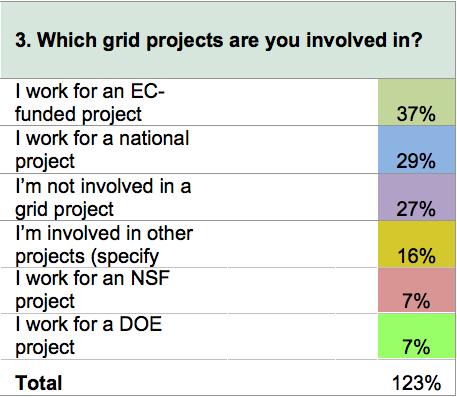 3. Which grid projects are you involved in?
I work for an EC-
funded project 37%
I work for a national
project 29%
I'm not involved in a
grid project 27%
I'm involved in other
projects (specify 16%
I work for an NSF
project 7%
I work for a DOE
project 7%
Total 123%